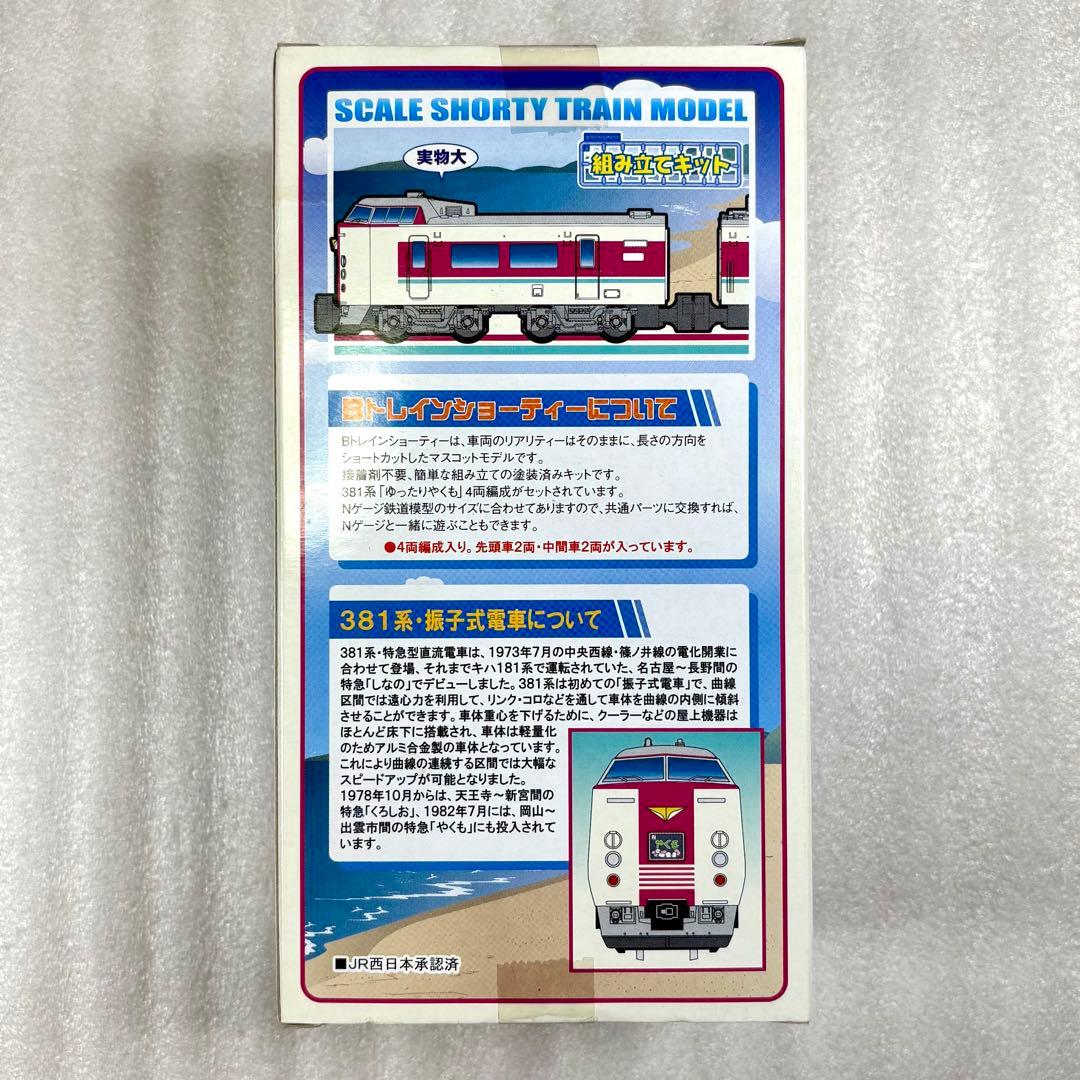 SCALE SHORTY TRAIN MODEL
実物大
組み立てキット
Bトレインショーティーについて
Bトレインショーティーは、車両のリアリティーはそのままに、長さの方向を
ショートカットしたマスコットモデルです。
接着剤不要、簡単な組み立ての塗装済みキットです。
381系「ゆったりやくも」4両編成がセットされています。
Nゲージ鉄道模型のサイズに合わせてありますので、共通パーツに交換すれば、
Nゲージと一緒に遊ぶこともできます。
●4両編成入り。先頭車2両・中間車2両が入っています。
381系・振子式電車について
381系・特急型直流電車は、1973年7月の中央西線・篠ノ井線の電化開業に
合わせて登場、それまでキハ181系で運転されていた、名古屋〜長野間の
特急「しなの」でデビューしました。381系は初めての「振子式電車」で、曲線
区間では遠心力を利用して、リンク・コロなどを通して車体を曲線の内側に傾斜
させることができます。車体重心を下げるために、クーラーなどの屋上機器は
ほとんど床下に搭載され、車体は軽量化
のためアルミ合金製の車体となっています。
これにより曲線の連続する区間では大幅な
スピードアップが可能となりました。
1978年10月からは、天王寺〜新宮間の
特急「くろしお」、1982年7月には、岡山〜
出雲市間の特急「やくも」にも投入されて
います。
やくも
■JR西日本承認済